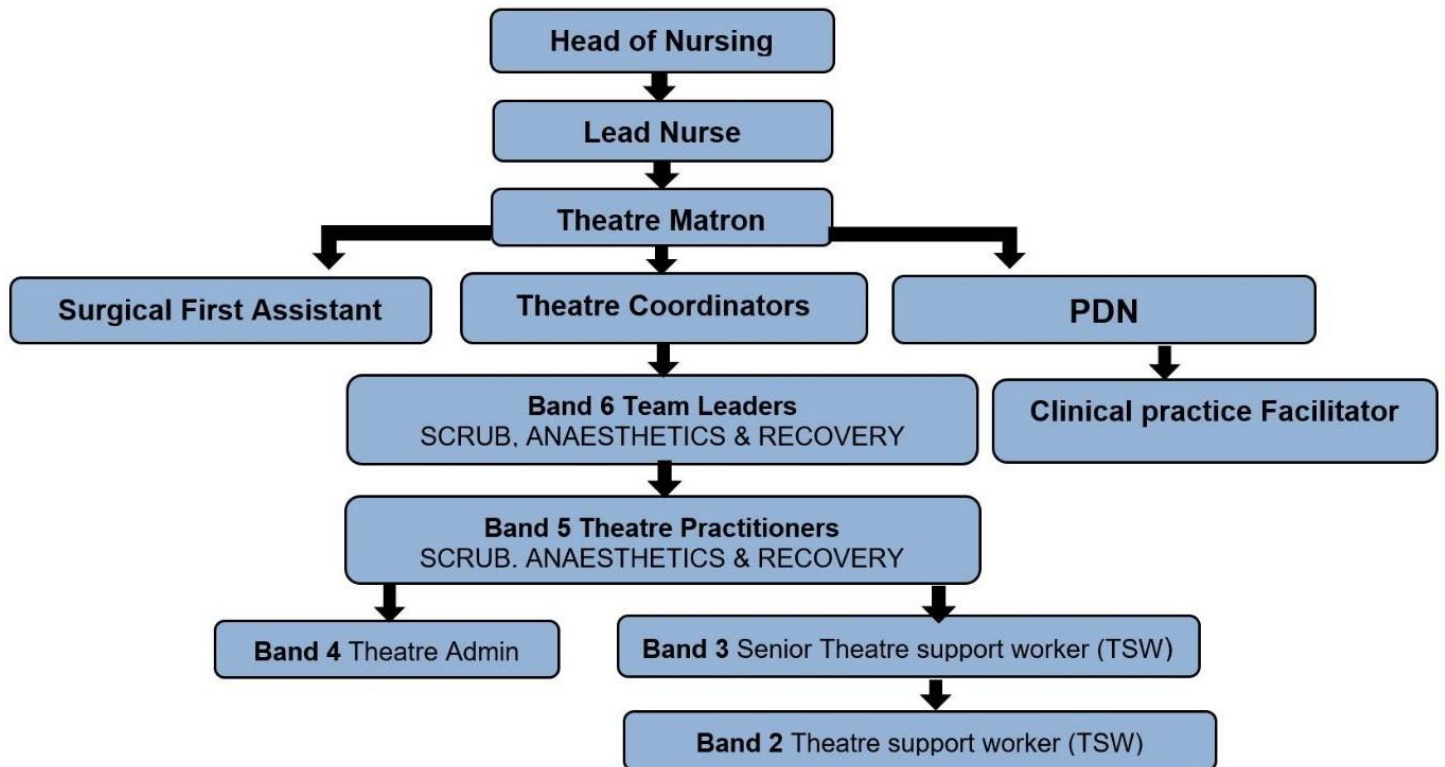 Head of Nursing
Lead Nurse
Theatre Matron
Surgical First Assistant
Theatre Coordinators
PDN
Band 6 Team Leaders
SCRUB, ANAESTHETICS & RECOVERY
Clinical practice Facilitator
Band 5 Theatre Practitioners
SCRUB, ANAESTHETICS & RECOVERY
Band 4 Theatre Admin
Band 3 Senior Theatre support worker (TSW)
Band 2 Theatre support worker (TSW)